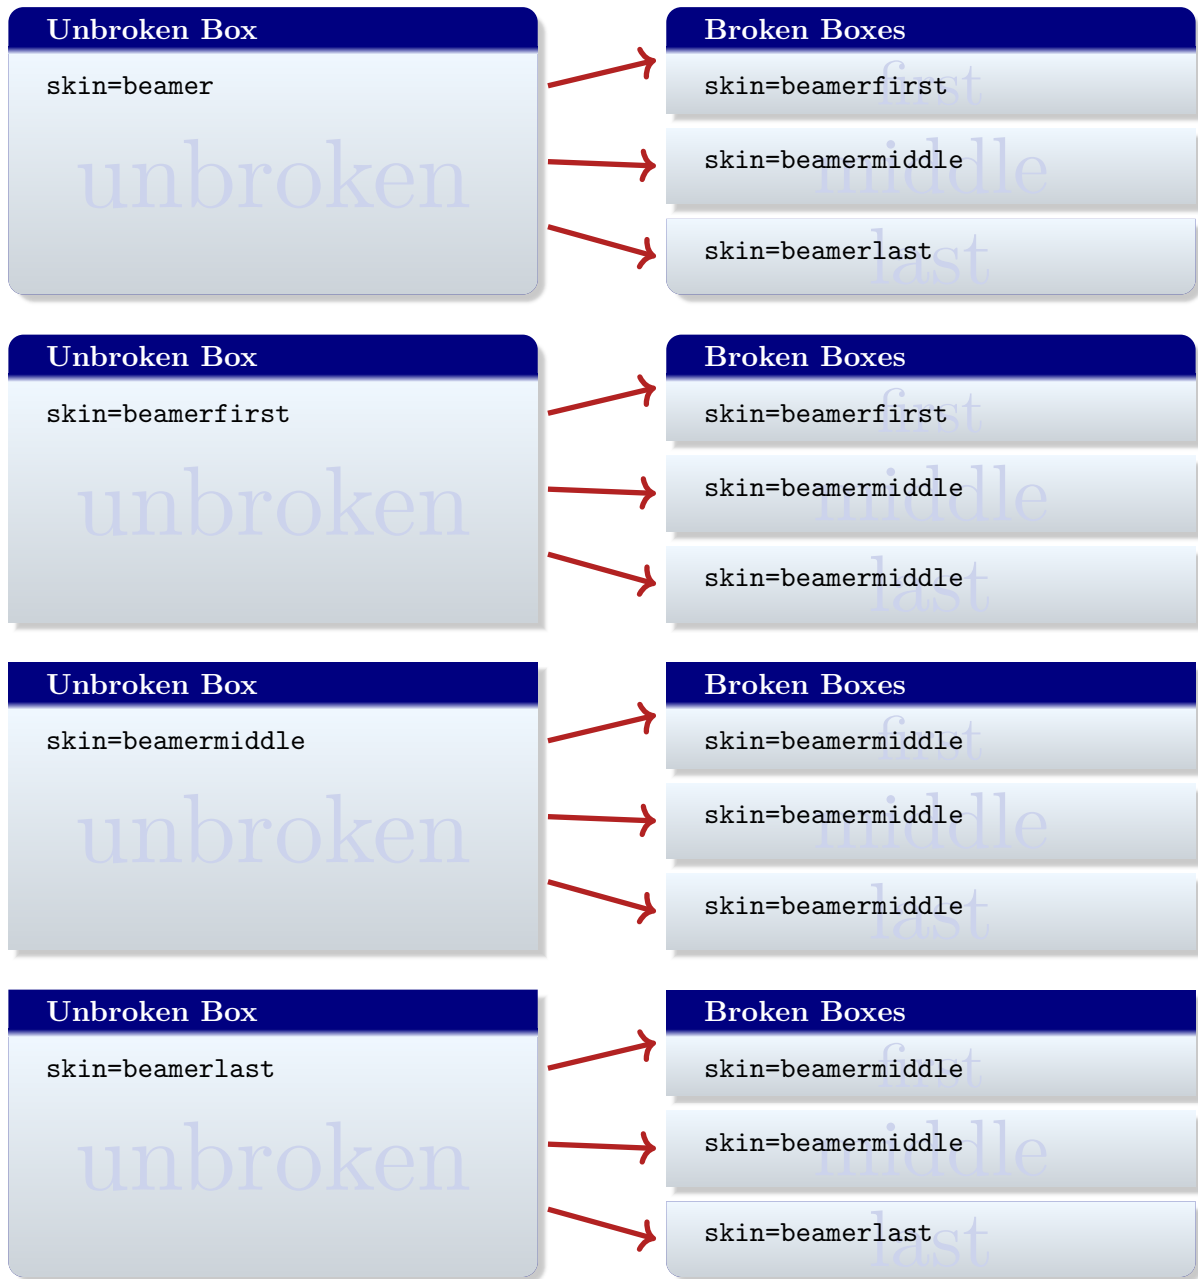 Unbroken Box
skin=beamer
unbroken
Broken Boxes
first
skin=beamerfirst
middle
skin=beamermiddle
last
skin=beamerlast
Unbroken Box
skin=beamerfirst
unbroken
Broken Boxes
first
skin=beamerfirst
middle
skin=beamermiddle
last
skin=beamermiddle
Unbroken Box
skin=beamermiddle
unbroken
Broken Boxes
first
skin=beamermiddle
middle
skin=beamermiddle
last
skin=beamermiddle
Unbroken Box
skin=beamerlast
unbroken
Broken Boxes
first
skin=beamermiddle
middle
skin=beamermiddle
last
skin=beamerlast